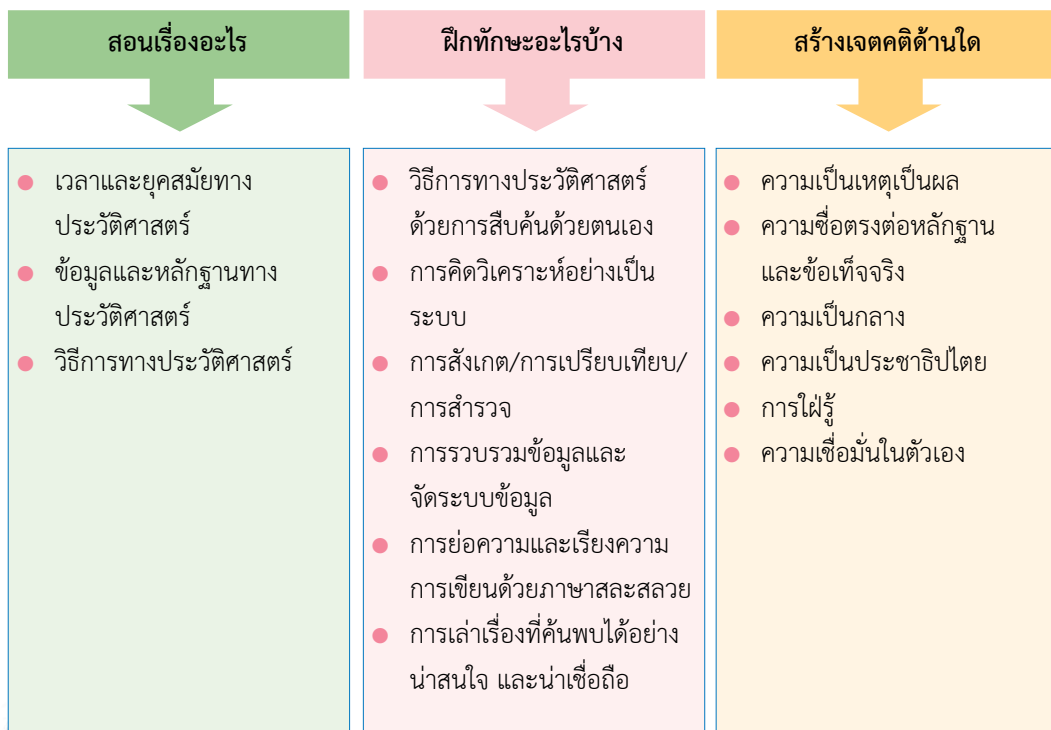 สอนเรื่องอะไร
เวลาและยุคสมัยทาง
ประวัติศาสตร์
ข้อมูลและหลักฐานทาง
ประวัติศาสตร์
วิธีการทางประวัติศาสตร์
ฝึกทักษะอะไรบ้าง
วิธีการทางประวัติศาสตร์
ด้วยการสืบค้นด้วยตนเอง
การคิดวิเคราะห์อย่างเป็น
ระบบ
การสังเกต/การเปรียบเทียบ/
การสำรวจ
การรวบรวมข้อมูลและ
จัดระบบข้อมูล
การย่อความและเรียงความ
การเขียนด้วยภาษาสละสลวย
การเล่าเรื่องที่ค้นพบได้อย่าง
น่าสนใจ และน่าเชื่อถือ
สร้างเจตคติด้านใด
ความเป็นเหตุเป็นผล
ความซื่อตรงต่อหลักฐาน
และข้อเท็จจริง
ความเป็นกลาง
ความเป็นประชาธิปไตย
การใฝ่รู้
ความเชื่อมั่นในตัวเอง